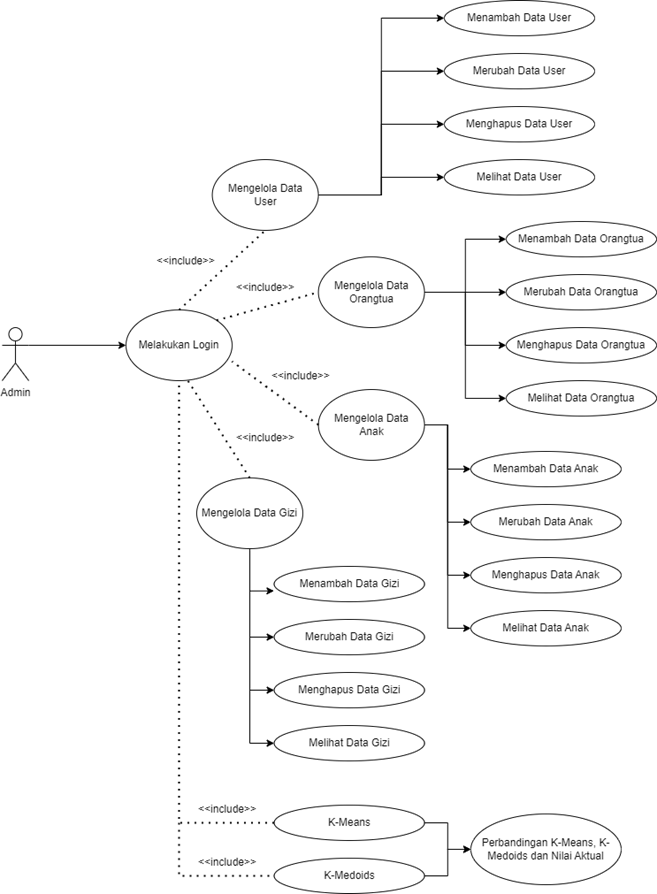 Menambah Data User
Merubah Data User
Menghapus Data User
Melihat Data User
Mengelola Data
User
<<include>>
Menambah Data Orangtua
Merubah Data Orangtua
Menghapus Data Orangtua
Melihat Data Orangtua
Mengelola Data
Orangtua
<<include>>
Melakukan Login
Admin
<<include>>
Mengelola Data
Anak
<<include>>
Menambah Data Anak
Merubah Data Anak
Menghapus Data Anak
Melihat Data Anak
Mengelola Data Gizi
Menambah Data Gizi
Merubah Data Gizi
Menghapus Data Gizi
Melihat Data Gizi
<<include>>
K-Means
<<include>>
K-Medoids
Perbandingan K-Means, K-
Medoids dan Nilai Aktual